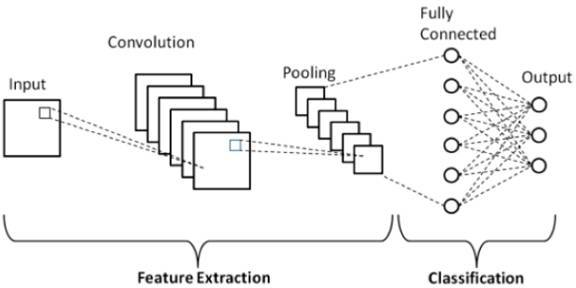 Input
Convolution
Pooling
Fully
Connected
Output
Feature Extraction
Classification